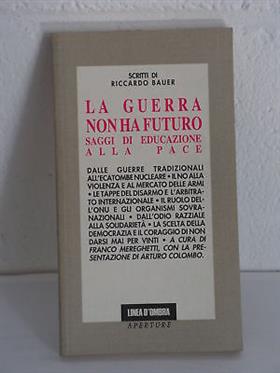 SCRITTI DI
RICCARDO BAUER
LA GUERRA
NON HA FUTURO
SAGGI DI EDUCAZIONE
ALLA PACE
DALLE GUERRE TRADIZIONALI
ALL'ECATOMBE NUCLEARE • IL NO ALLA
VIOLENZA E AL MERCATO DELLE ARMI
• LE TAPPE DEL DISARMO E L'ARBITRA-
TO INTERNAZIONALE • IL RUOLO DEL-
L'ONU E GLI ORGANISMI SOVRA-
NAZIONALI • DALL'ODIO RAZZIALE
ALLA SOLIDARIETÀ • LA SCELTA DELLA
DEMOCRAZIA E IL CORAGGIO DI NON
DARSI MAI PER VINTI • A CURA DI
FRANCO MEREGHETTI, CON LA PRE-
SENTAZIONE DI ARTURO COLOMBO.
LINEA D'OMBRA
APERTURE